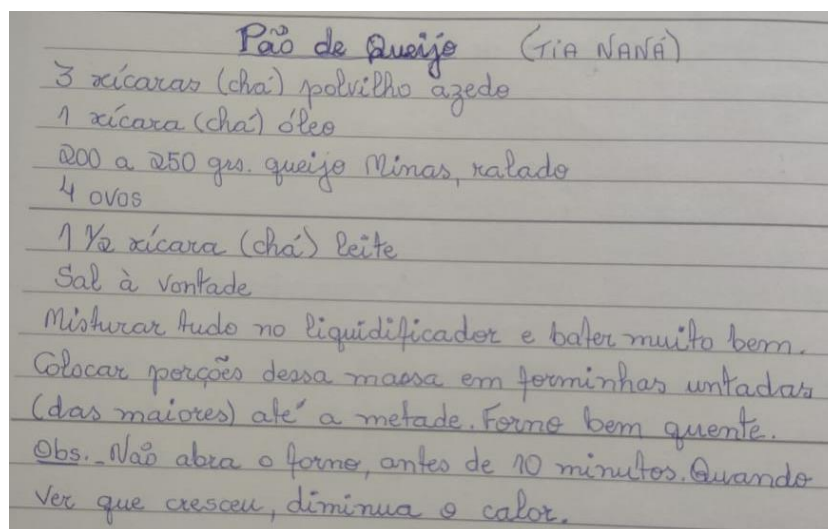 Pão de Queijo (TIA NANÁ)
3 xícaras (chá) polvilho azedo
1 xícara (chá) óleo
200 a 250 grs. queijo Minas, ralado
4 ovos
1 1/2 xícara (chá) leite
Sal à vontade
Misturar tudo no liquidificador e bater muito bem.
Colocar porções dessa massa em forminhas untadas
(das maiores) até a metade. Forno bem quente.
Obs. - Não abra o forno, antes de 10 minutos. Quando
ver que cresceu, diminua o calor.